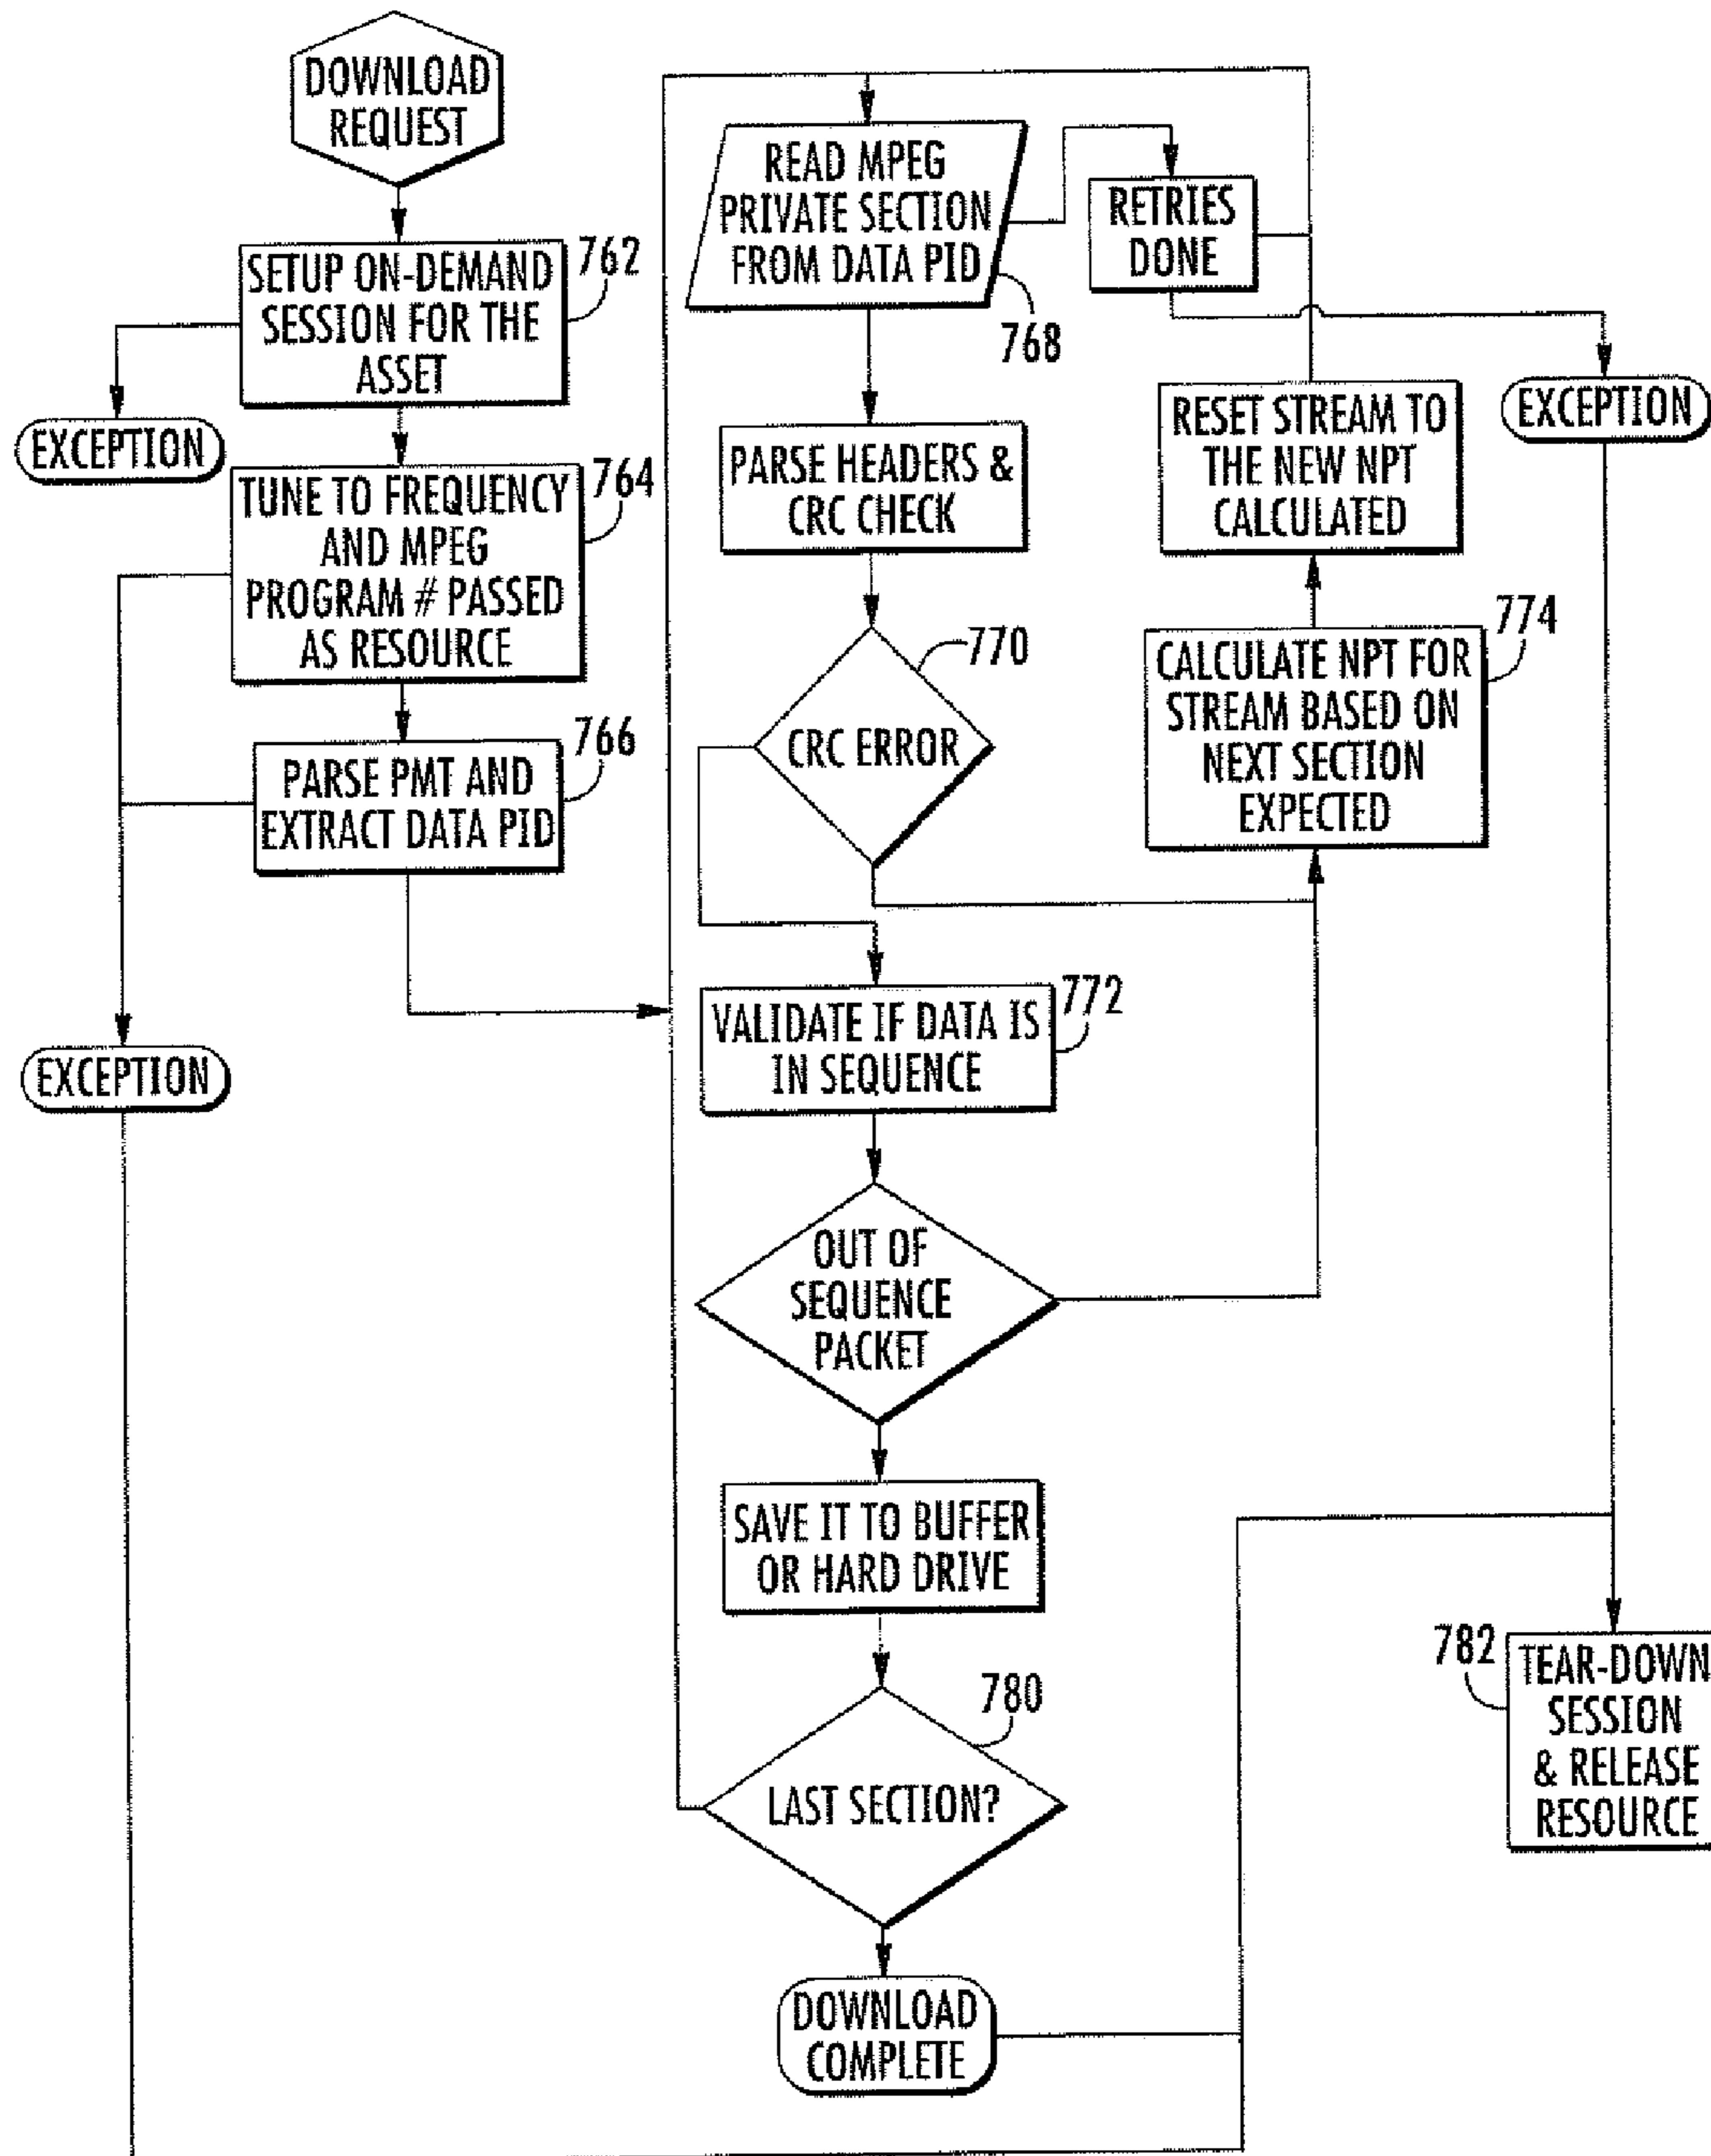 DOWNLOAD
REQUEST
SETUP ON-DEMAND
SESSION FOR THE
ASSET
762
EXCEPTION
TUNE TO FREQUENCY
AND MPEG
PROGRAM # PASSED
AS RESOURCE
764
PARSE PMT AND
EXTRACT DATA PID
766
EXCEPTION
READ MPEG
PRIVATE SECTION
FROM DATA PID
768
RETRIES
DONE
EXCEPTION
PARSE HEADERS &
CRC CHECK
RESET STREAM TO
THE NEW NPT
CALCULATED
CRC ERROR
770
CALCULATE NPT FOR
STREAM BASED ON
NEXT SECTION
EXPECTED
774
VALIDATE IF DATA IS
IN SEQUENCE
772
OUT OF
SEQUENCE
PACKET
SAVE IT TO BUFFER
OR HARD DRIVE
LAST SECTION?
780
DOWNLOAD
COMPLETE
782
TEAR-DOWN
SESSION
& RELEASE
RESOURCE